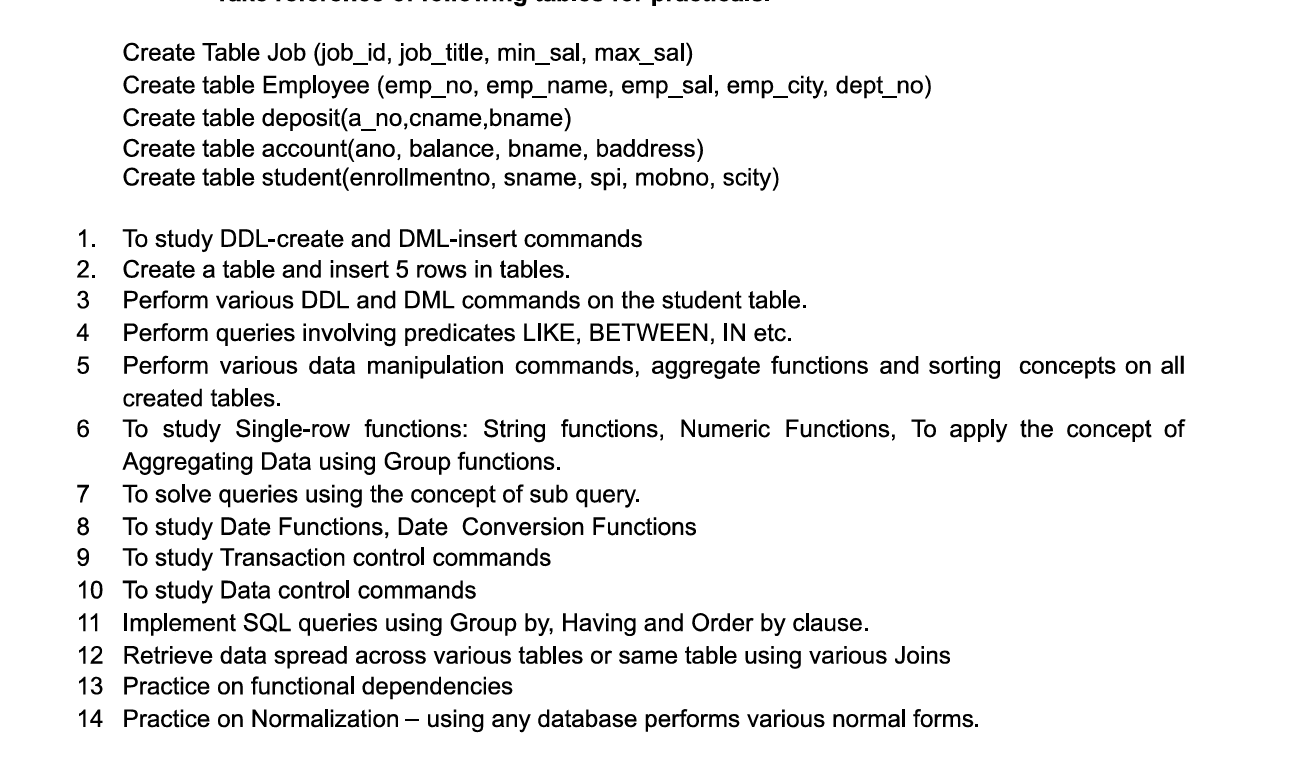 Take reference of following tables for practicals.
Create Table Job (job_id, job_title, min_sal, max_sal)
Create table Employee (emp_no, emp_name, emp_sal, emp_city, dept_no)
Create table deposit(a_no,cname,bname)
Create table account(ano, balance, bname, baddress)
Create table student(enrollmentno, sname, spi, mobno, scity)
1. To study DDL-create and DML-insert commands
2. Create a table and insert 5 rows in tables.
3 Perform various DDL and DML commands on the student table.
4 Perform queries involving predicates LIKE, BETWEEN, IN etc.
5 Perform various data manipulation commands, aggregate functions and sorting concepts on all
created tables.
6 To study Single-row functions: String functions, Numeric Functions, To apply the concept of
Aggregating Data using Group functions.
7 To solve queries using the concept of sub query.
8 To study Date Functions, Date Conversion Functions
9 To study Transaction control commands
10 To study Data control commands
11 Implement SQL queries using Group by, Having and Order by clause.
12 Retrieve data spread across various tables or same table using various Joins
13 Practice on functional dependencies
14 Practice on Normalization – using any database performs various normal forms.